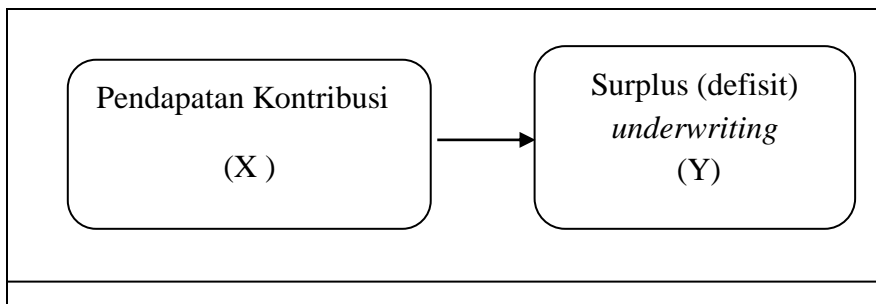 Pendapatan Kontribusi
(X )
Surplus (defisit)
underwriting
(Y)